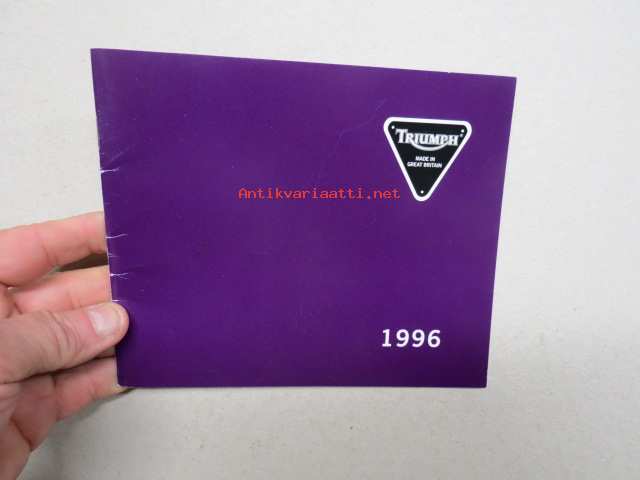 TRIUMPH
MADE IN
GREAT BRITAIN
Antikvariaatti.net
1996